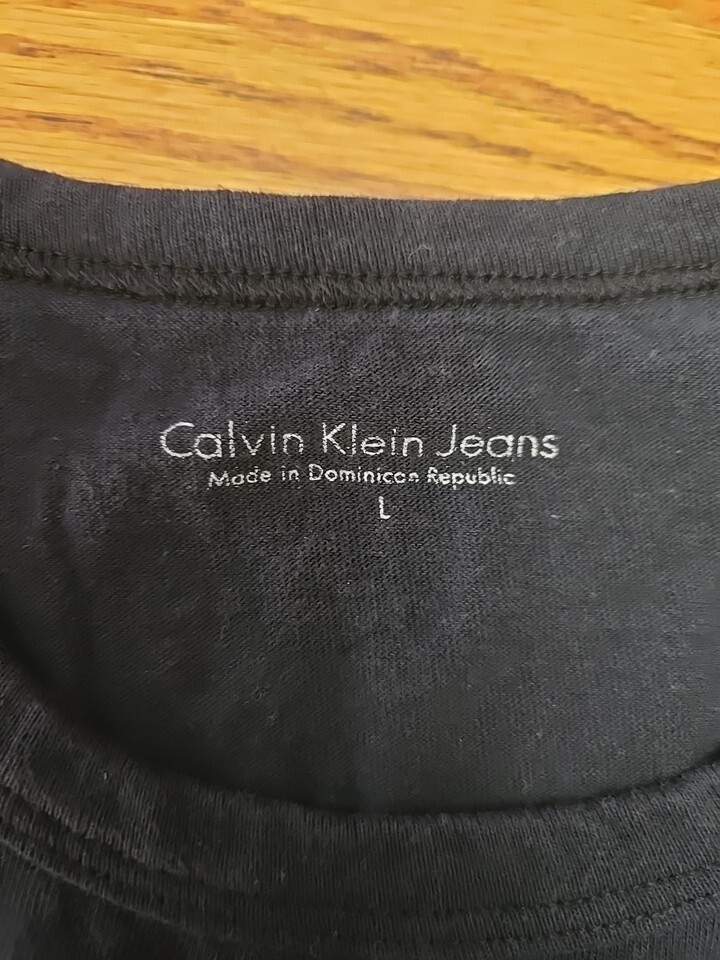 Calvin Klein Jeans
Made in Dominican Republic
L